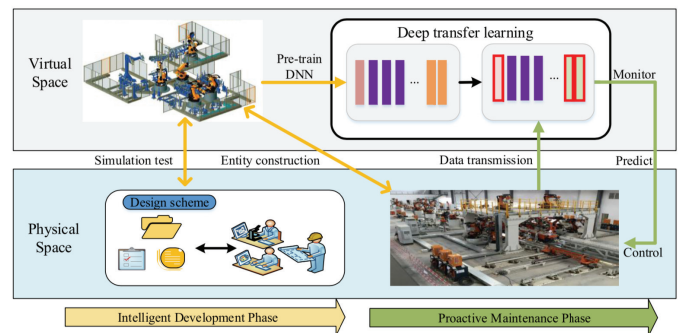 Deep transfer learning
Virtual
Space
Pre-train
DNN
...
...
Monitor
Simulation test
Entity construction
Data transmission
Predict
Design scheme
Physical
Space
Control
Intelligent Development Phase
Proactive Maintenance Phase